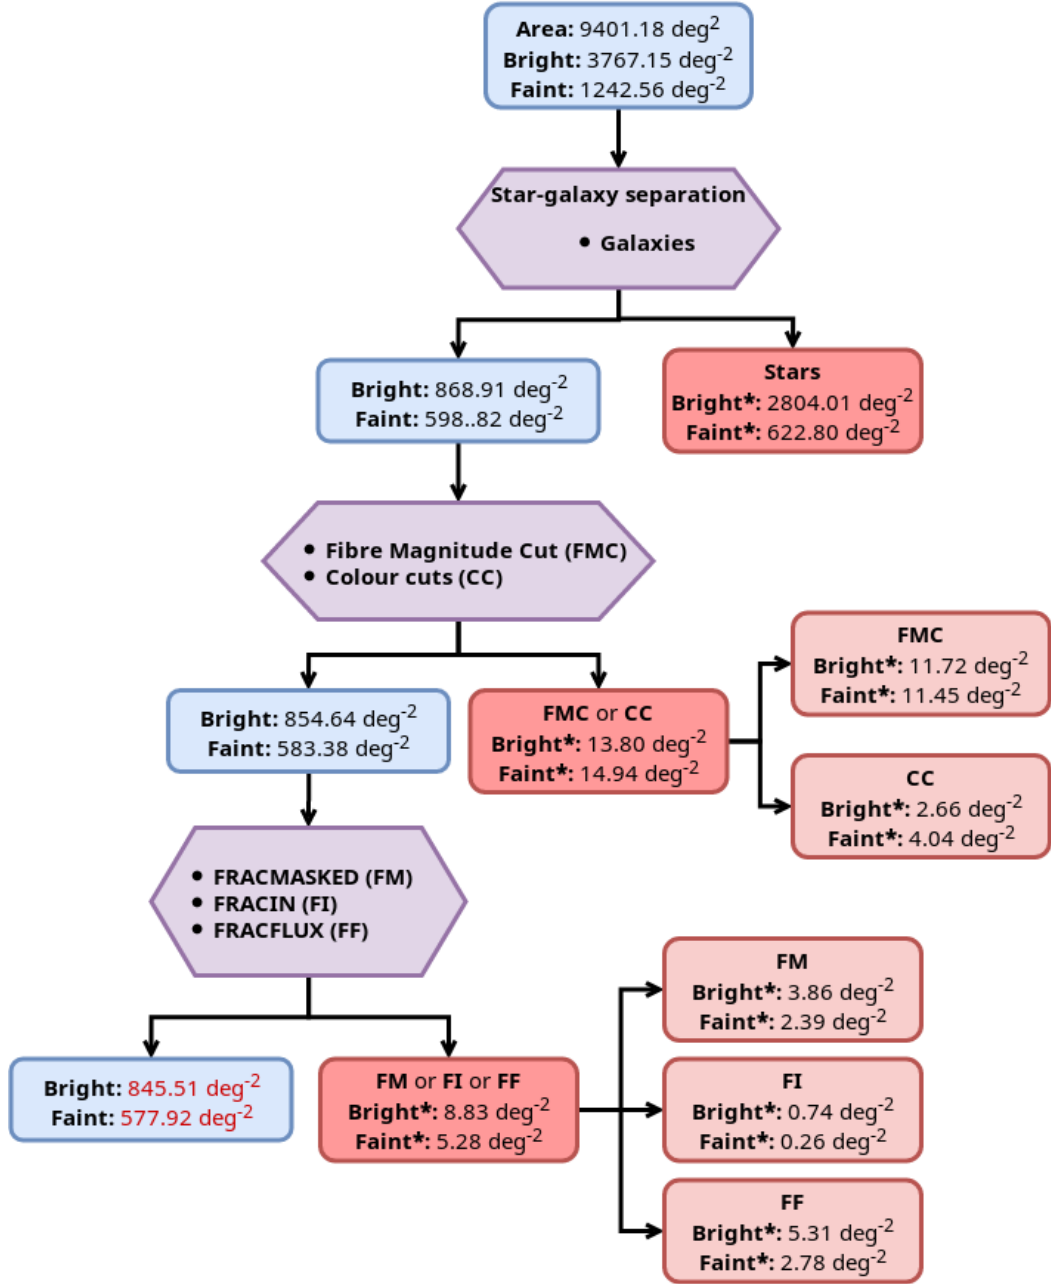 Area: 9401.18 deg²
Bright: 3767.15 deg⁻²
Faint: 1242.56 deg⁻²
Star-galaxy separation
• Galaxies
Bright: 868.91 deg⁻²
Faint: 598..82 deg⁻²
Stars
Bright*: 2804.01 deg⁻²
Faint*: 622.80 deg⁻²
• Fibre Magnitude Cut (FMC)
• Colour cuts (CC)
Bright: 854.64 deg⁻²
Faint: 583.38 deg⁻²
FMC or CC
Bright*: 13.80 deg⁻²
Faint*: 14.94 deg⁻²
FMC
Bright*: 11.72 deg⁻²
Faint*: 11.45 deg⁻²
CC
Bright*: 2.66 deg⁻²
Faint*: 4.04 deg⁻²
• FRACMASKED (FM)
• FRACIN (FI)
• FRACFLUX (FF)
Bright: 845.51 deg⁻²
Faint: 577.92 deg⁻²
FM or FI or FF
Bright*: 8.83 deg⁻²
Faint*: 5.28 deg⁻²
FM
Bright*: 3.86 deg⁻²
Faint*: 2.39 deg⁻²
FI
Bright*: 0.74 deg⁻²
Faint*: 0.26 deg⁻²
FF
Bright*: 5.31 deg⁻²
Faint*: 2.78 deg⁻²